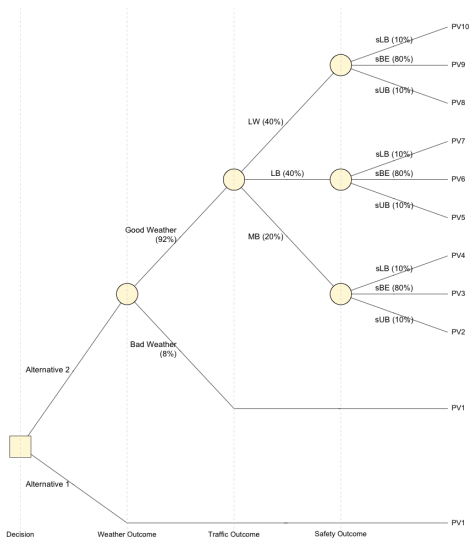 sLB (10%)
PV10
sBE (80%)
PV9
sUB (10%)
PV8
LW (40%)
sLB (10%)
PV7
LB (40%)
sBE (80%)
PV6
sUB (10%)
PV5
Good Weather
(92%)
MB (20%)
sLB (10%)
PV4
sBE (80%)
PV3
sUB (10%)
PV2
Bad Weather
(8%)
Alternative 2
PV1
Alternative 1
PV1
Decision
Weather Outcome
Traffic Outcome
Safety Outcome